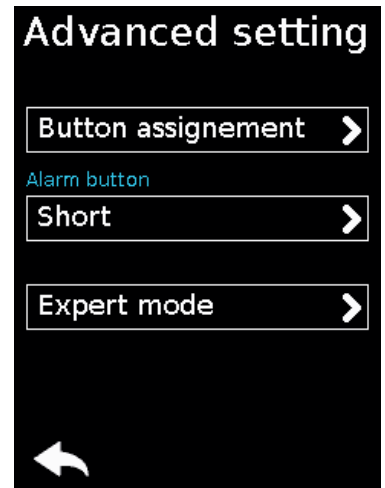 Advanced setting
Button assignement
Alarm button
Short
Expert mode